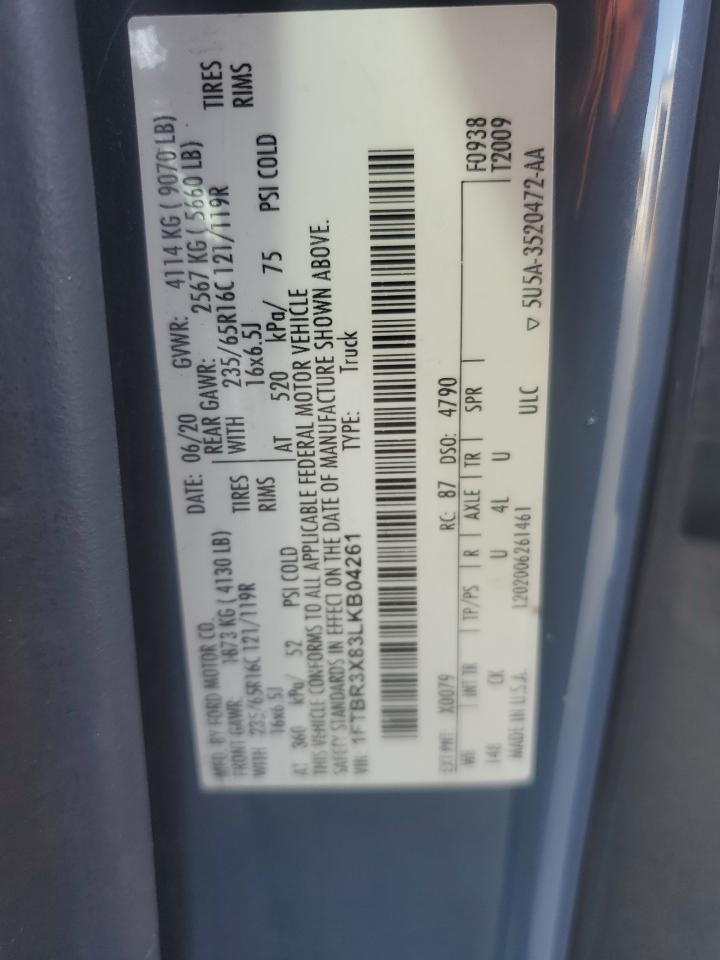 MFD. BY FORD MOTOR CO. DATE: 06/20 GVWR: 4114 KG ( 9070 LB)
FRONT GAWR: 1873 KG ( 4130 LB) REAR GAWR: 2567 KG ( 5660 LB)
WITH 235/65R16C 121/119R TIRES WITH 235/65R16C 121/119R TIRES
16x6.5J RIMS 16x6.5J RIMS
AT 360 kPa/ 52 PSI COLD AT 520 kPa/ 75 PSI COLD
THIS VEHICLE CONFORMS TO ALL APPLICABLE FEDERAL MOTOR VEHICLE
SAFETY STANDARDS IN EFFECT ON THE DATE OF MANUFACTURE SHOWN ABOVE.
VIN: 1FTBR3X83LKB04261 TYPE: Truck
EXT PNT: X0079 RC: 87 DSO: 4790 F0938
WB INT TR TP/PS R AXLE TR SPR T2009
148 CK U 4L U
MADE IN U.S.A. 1202006261461 ULC ▽ 5U5A-3520472-AA